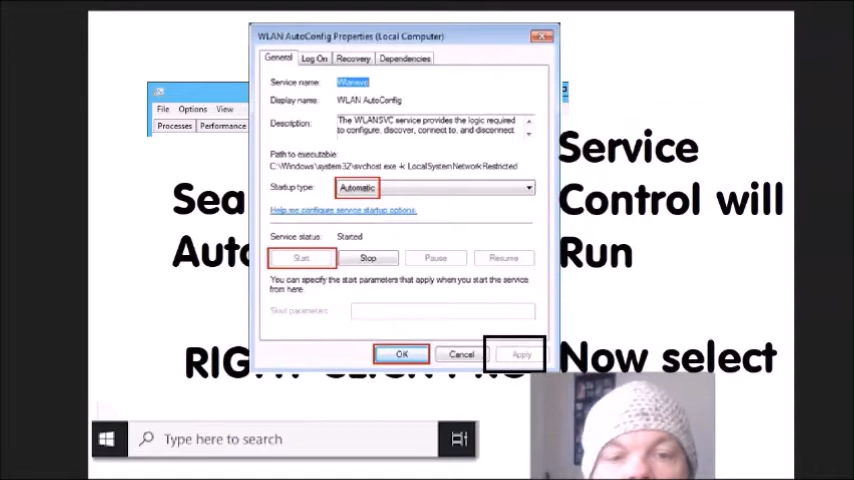 WLAN AutoConfig Properties (Local Computer)
General Log On Recovery Dependencies
Service name: Wlansvc
Display name: WLAN AutoConfig
Description: The WLANSVC service provides the logic required
to configure, discover, connect to, and disconnect
Path to executable:
C:\Windows\system32\svchost.exe -k LocalSystemNetworkRestricted
Startup type: Automatic
Help me configure service startup options.
Service status: Started
Start Stop Pause Resume
You can specify the start parameters that apply when you start the service
from here.
Start parameters:
OK Cancel Apply
File Options View
Processes Performance
Service
Sea Control will
Auto Run
Now select
Type here to search